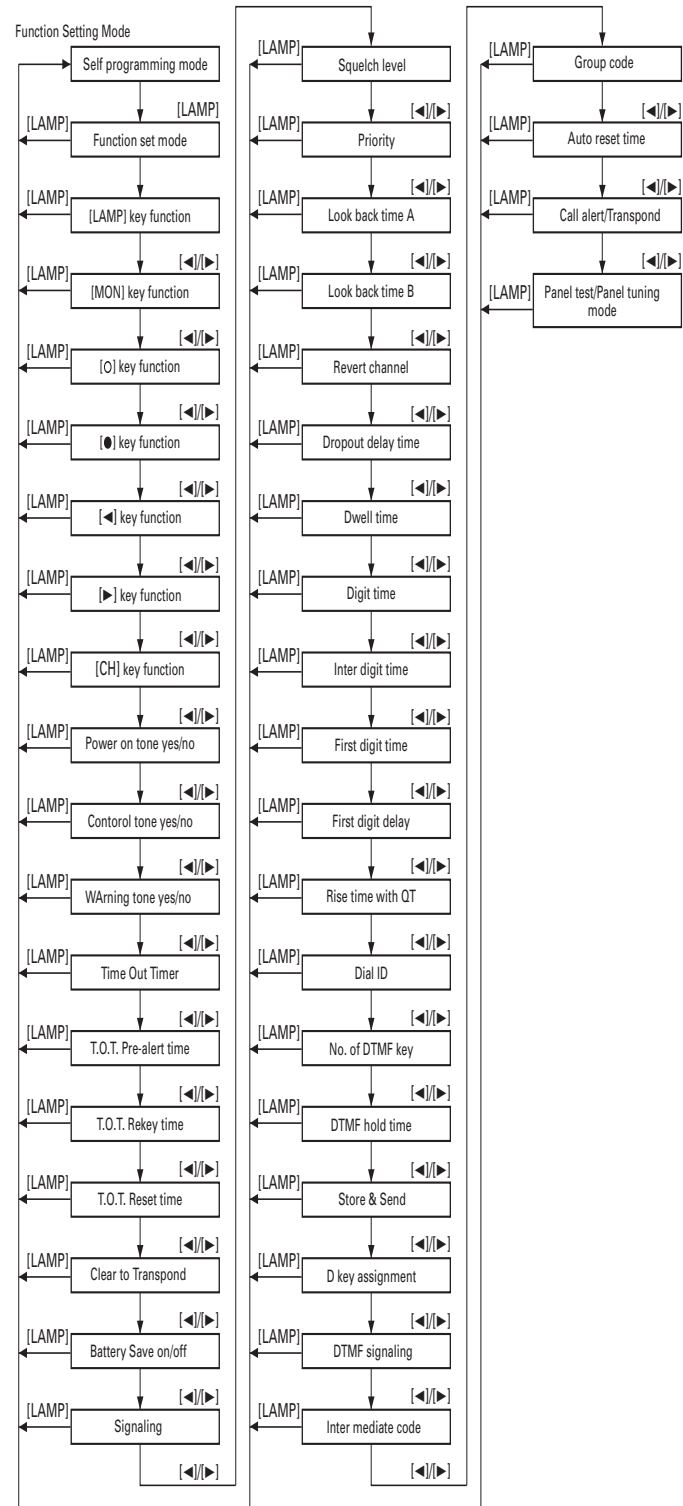 Function Setting Mode
Self programming mode
[LAMP]
[LAMP]
Function set mode
[LAMP]
[LAMP] key function
[◀]/[▶]
[LAMP]
[MON] key function
[◀]/[▶]
[LAMP]
[O] key function
[◀]/[▶]
[LAMP]
[●] key function
[◀]/[▶]
[LAMP]
[◀] key function
[◀]/[▶]
[LAMP]
[▶] key function
[◀]/[▶]
[LAMP]
[CH] key function
[◀]/[▶]
[LAMP]
Power on tone yes/no
[◀]/[▶]
[LAMP]
Contorol tone yes/no
[◀]/[▶]
[LAMP]
WArning tone yes/no
[◀]/[▶]
[LAMP]
Time Out Timer
[◀]/[▶]
[LAMP]
T.O.T. Pre-alert time
[◀]/[▶]
[LAMP]
T.O.T. Rekey time
[◀]/[▶]
[LAMP]
T.O.T. Reset time
[◀]/[▶]
[LAMP]
Clear to Transpond
[◀]/[▶]
[LAMP]
Battery Save on/off
[◀]/[▶]
[LAMP]
Signaling
[◀]/[▶]
[LAMP]
Squelch level
[◀]/[▶]
[LAMP]
Priority
[◀]/[▶]
[LAMP]
Look back time A
[◀]/[▶]
[LAMP]
Look back time B
[◀]/[▶]
[LAMP]
Revert channel
[◀]/[▶]
[LAMP]
Dropout delay time
[◀]/[▶]
[LAMP]
Dwell time
[◀]/[▶]
[LAMP]
Digit time
[◀]/[▶]
[LAMP]
Inter digit time
[◀]/[▶]
[LAMP]
First digit time
[◀]/[▶]
[LAMP]
First digit delay
[◀]/[▶]
[LAMP]
Rise time with QT
[◀]/[▶]
[LAMP]
Dial ID
[◀]/[▶]
[LAMP]
No. of DTMF key
[◀]/[▶]
[LAMP]
DTMF hold time
[◀]/[▶]
[LAMP]
Store & Send
[◀]/[▶]
[LAMP]
D key assignment
[◀]/[▶]
[LAMP]
DTMF signaling
[◀]/[▶]
[LAMP]
Inter mediate code
[◀]/[▶]
[LAMP]
Group code
[◀]/[▶]
[LAMP]
Auto reset time
[◀]/[▶]
[LAMP]
Call alert/Transpond
[◀]/[▶]
[LAMP]
Panel test/Panel tuning
mode